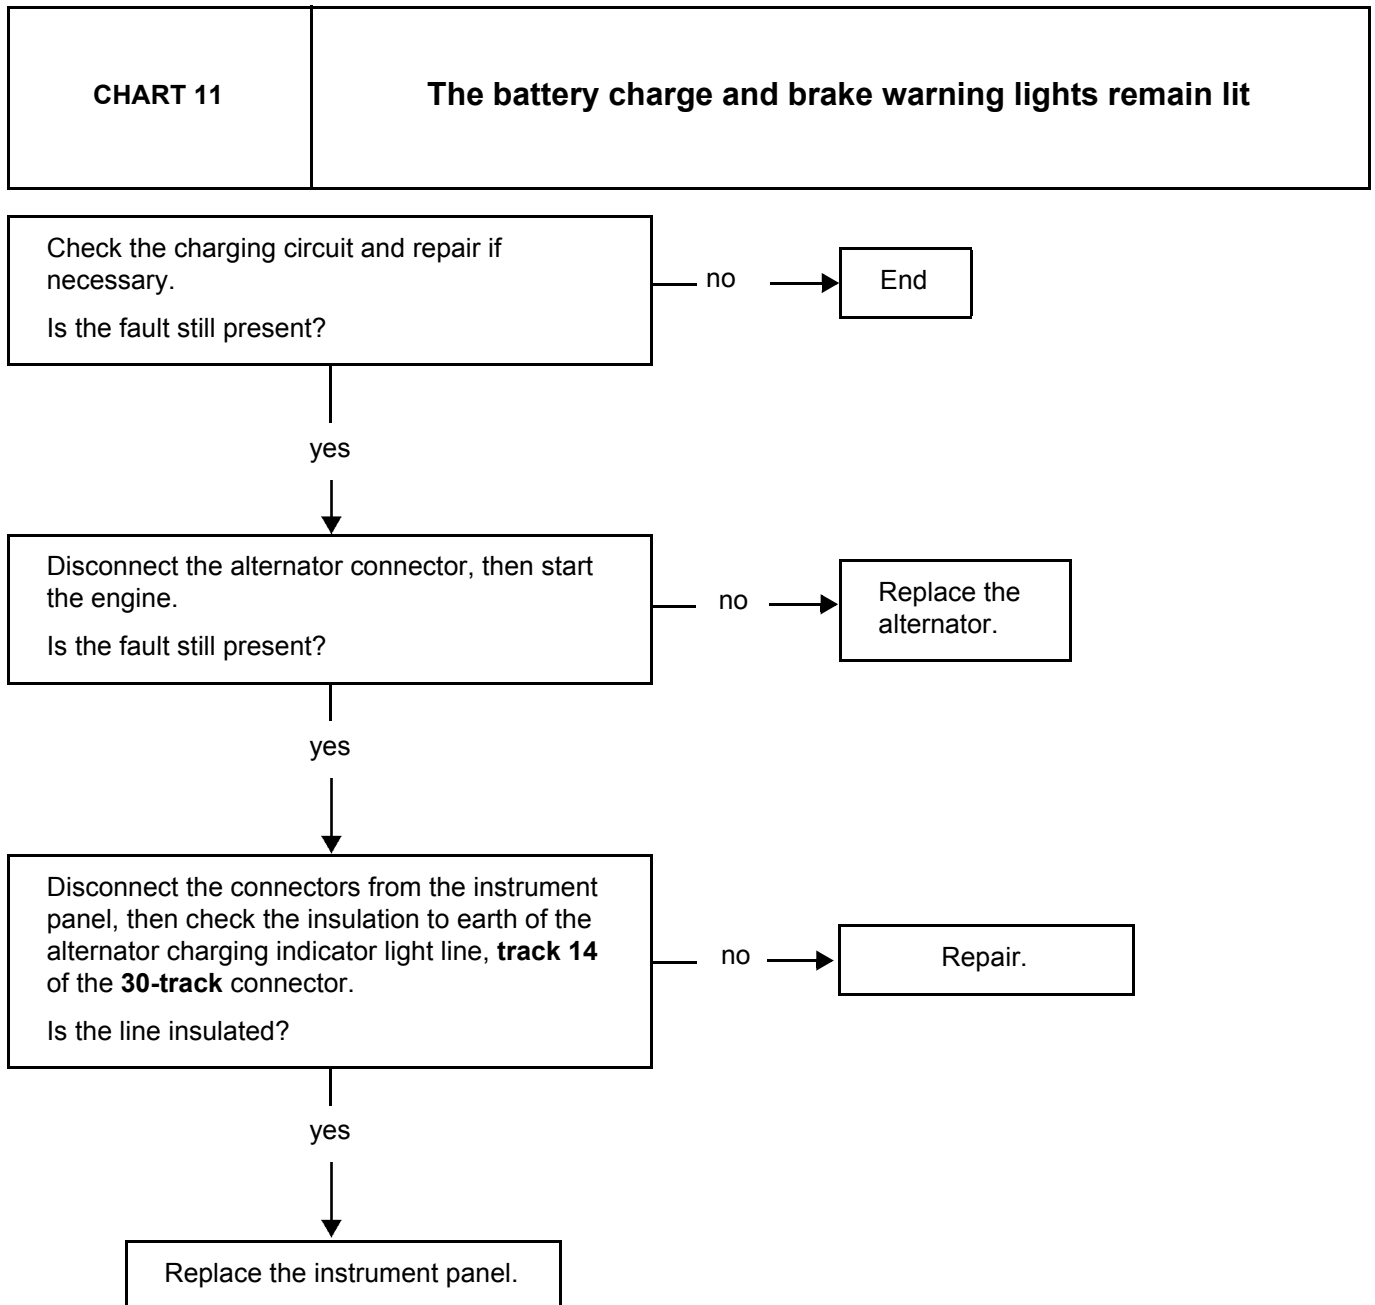 CHART 11
The battery charge and brake warning lights remain lit
Check the charging circuit and repair if
necessary.
Is the fault still present?
no
End
yes
Disconnect the alternator connector, then start
the engine.
Is the fault still present?
no
Replace the
alternator.
yes
Disconnect the connectors from the instrument
panel, then check the insulation to earth of the
alternator charging indicator light line, track 14
of the 30-track connector.
Is the line insulated?
no
Repair.
yes
Replace the instrument panel.